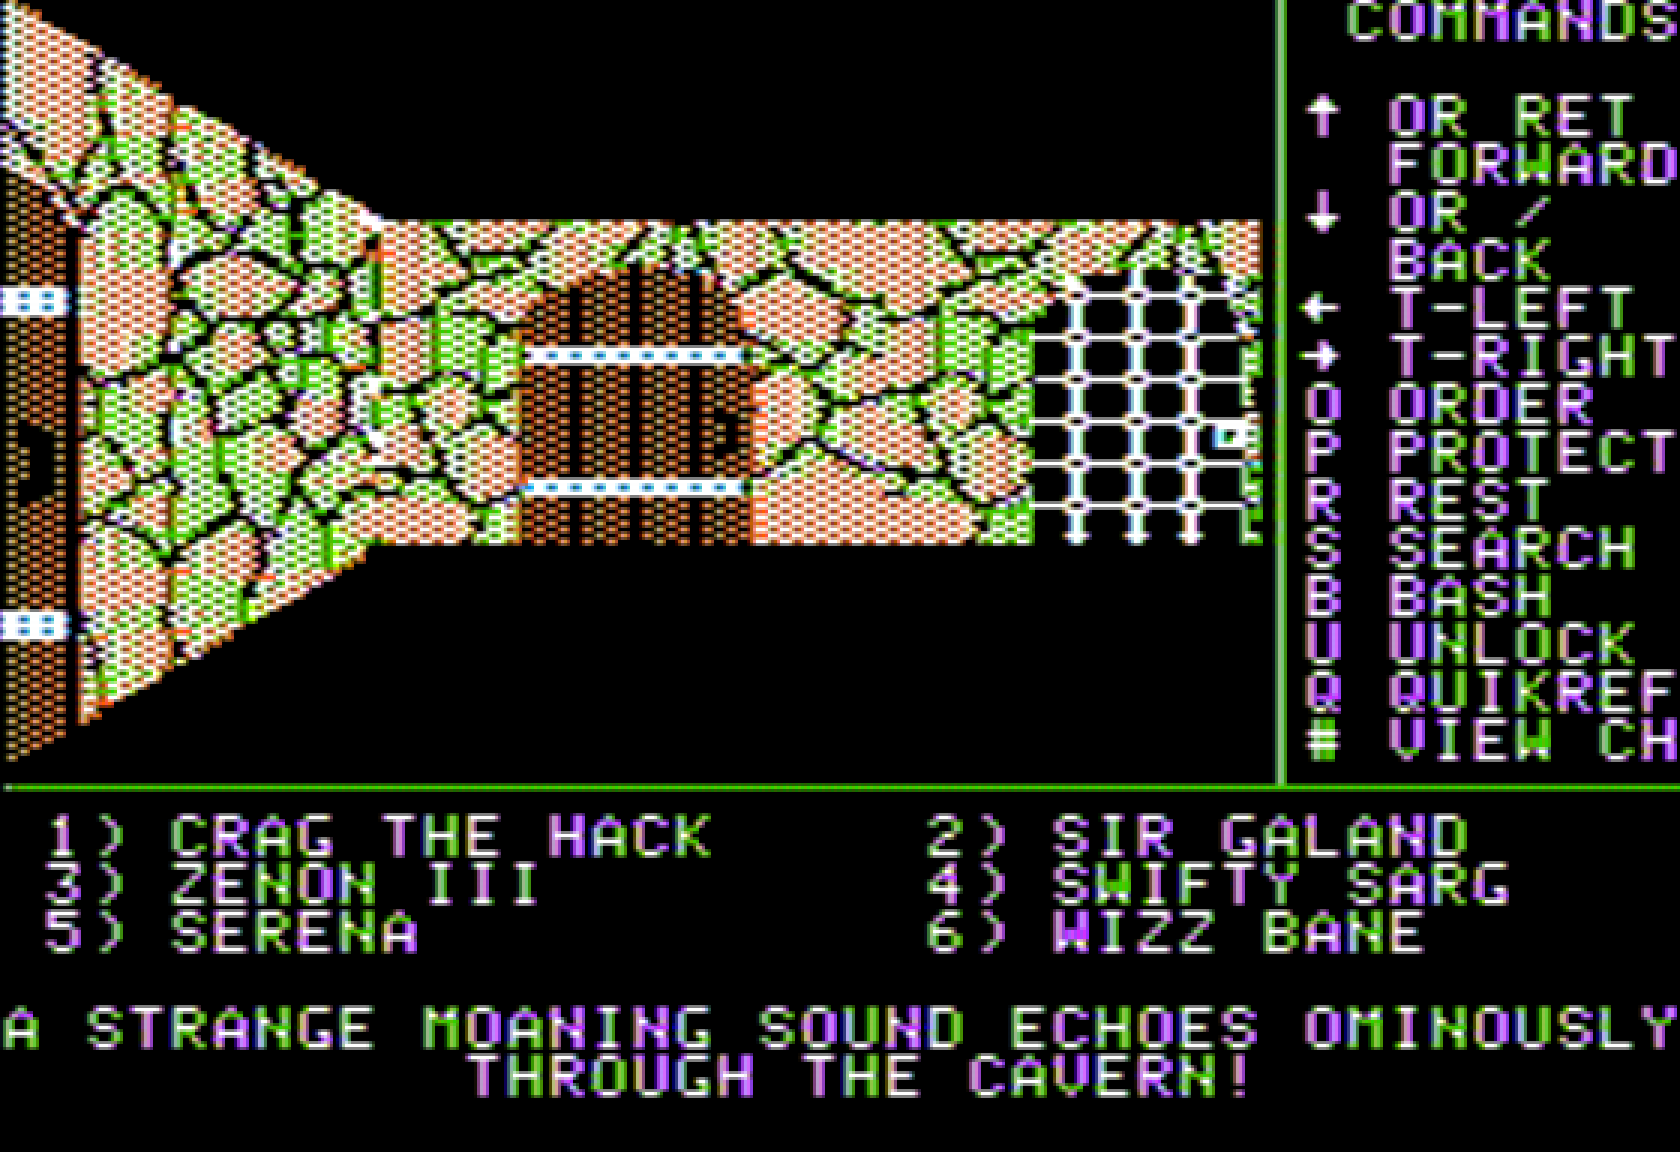 COMMANDS
↑ OR RET
FORWARD
↓ OR /
BACK
← T-LEFT
→ T-RIGHT
O ORDER
P PROTECT
R REST
S SEARCH
B BASH
U UNLOCK
Q QUIKREF
# VIEW CH
1) CRAG THE HACK 2) SIR GALAND
3) ZENON III 4) SWIFTY SARG
5) SERENA 6) WIZZ BANE
A STRANGE MOANING SOUND ECHOES OMINOUSLY
THROUGH THE CAVERN!